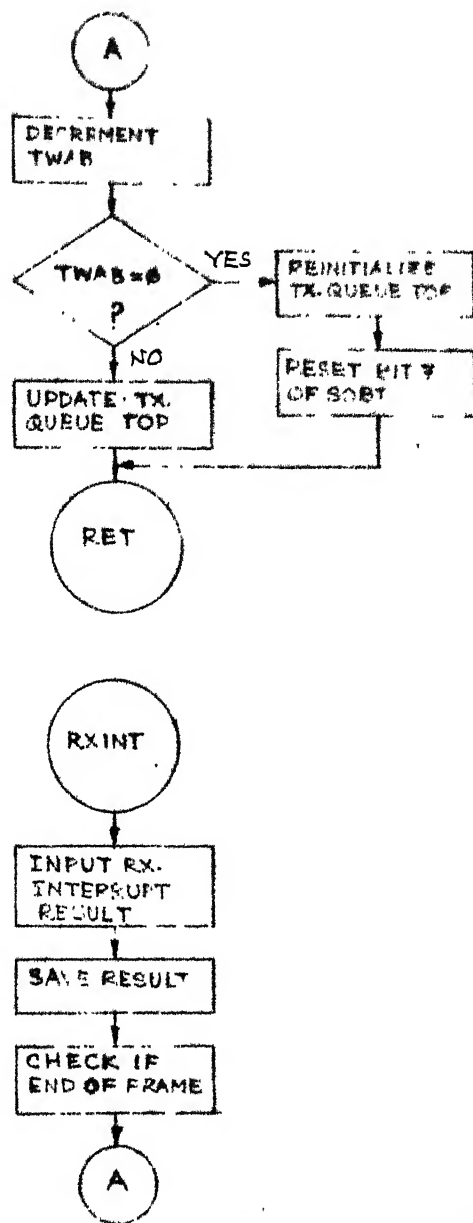 A
DECREMENT
TWAB
TWAB=0
?
YES
NO
REINITIALIZE
TX.QUEUE TOP
RESET BIT 7
OF SOBT
UPDATE TX.
QUEUE TOP
RET
RXINT
INPUT RX.
INTERRUPT
RESULT
SAVE RESULT
CHECK IF
END OF FRAME
A